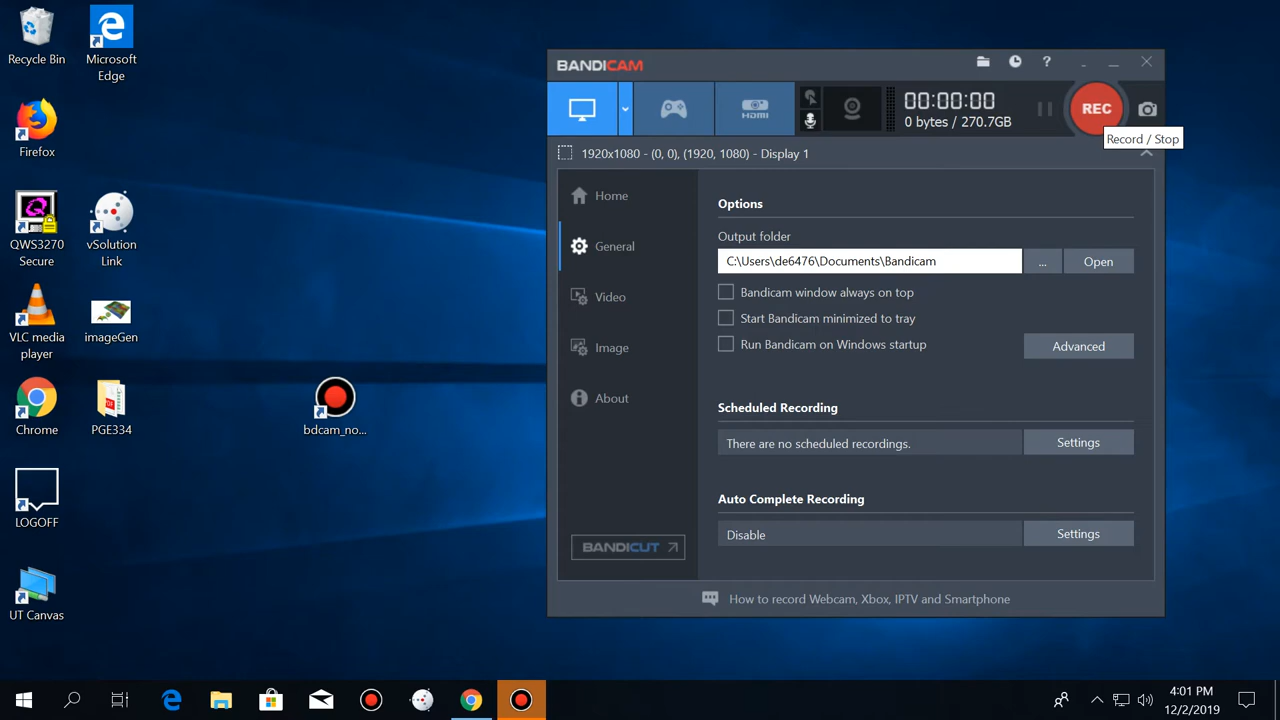 Recycle Bin
Microsoft
Edge
Firefox
QWS3270
Secure
vSolution
Link
VLC media
player
imageGen
Chrome
PGE334
LOGOFF
UT Canvas
bdcam_no...
BANDICAM
?
HDMI
00:00:00
0 bytes / 270.7GB
REC
Record / Stop
1920x1080 - (0, 0), (1920, 1080) - Display 1
Home
General
Video
Image
About
BANDICUT
Options
Output folder
C:\Users\de6476\Documents\Bandicam
...
Open
Bandicam window always on top
Start Bandicam minimized to tray
Run Bandicam on Windows startup
Advanced
Scheduled Recording
There are no scheduled recordings.
Settings
Auto Complete Recording
Disable
Settings
How to record Webcam, Xbox, IPTV and Smartphone
4:01 PM
12/2/2019